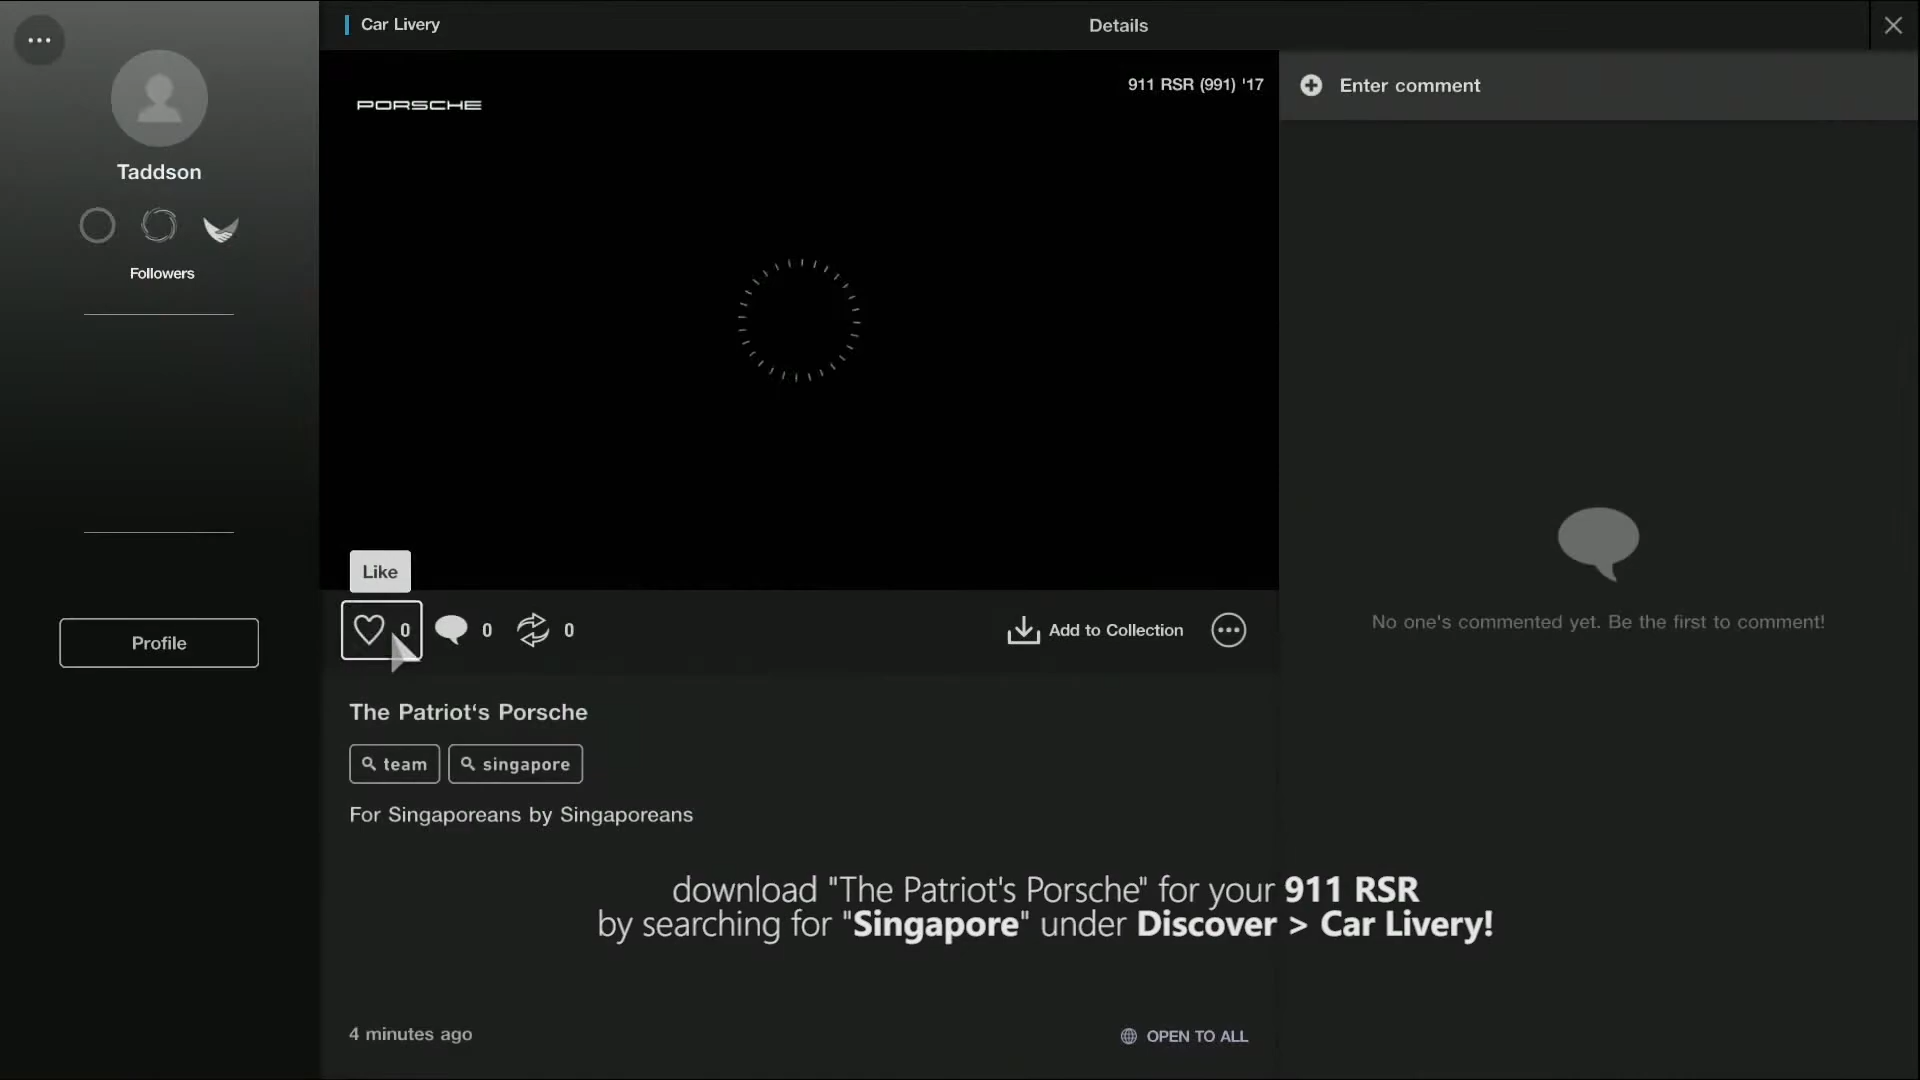 Car Livery
Details
Taddson
Followers
Profile
PORSCHE
911 RSR (991) '17
Like
0
0
0
Add to Collection
The Patriot's Porsche
team
singapore
For Singaporeans by Singaporeans
download "The Patriot's Porsche" for your 911 RSR
by searching for "Singapore" under Discover > Car Livery!
4 minutes ago
OPEN TO ALL
Enter comment
No one's commented yet. Be the first to comment!